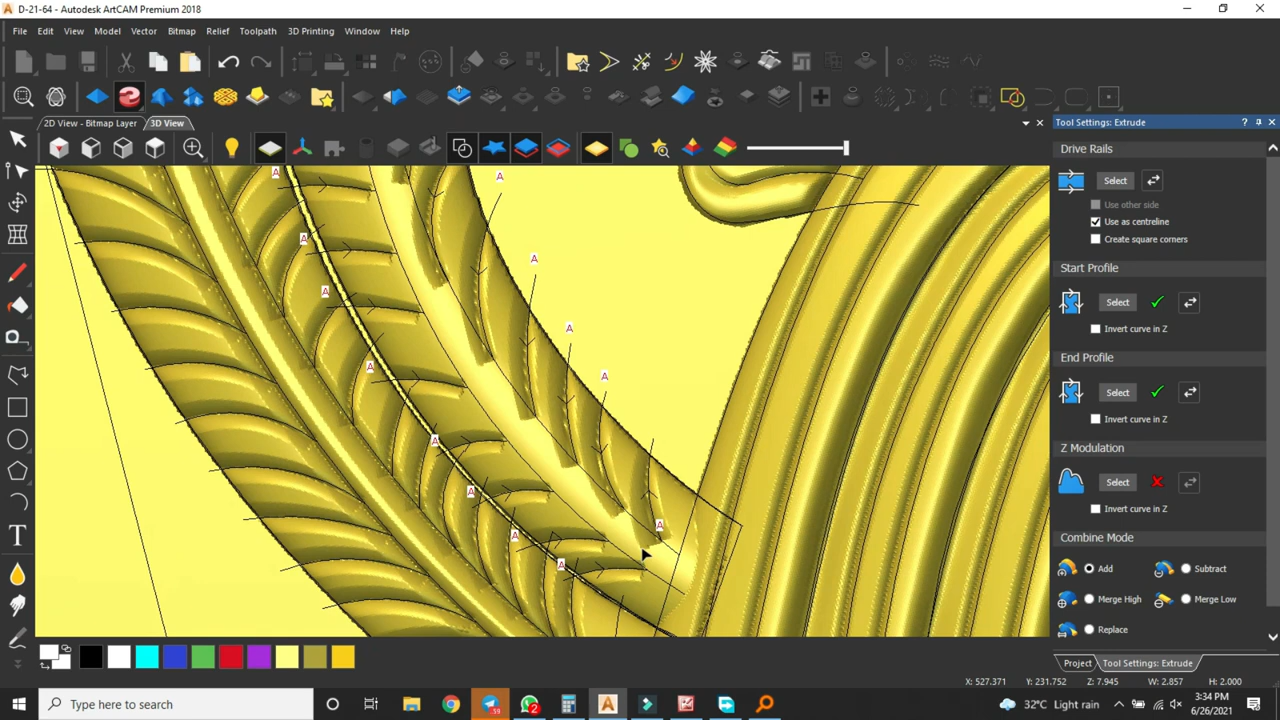 D-21-64 - Autodesk ArtCAM Premium 2018
File Edit View Model Vector Bitmap Relief Toolpath 3D Printing Window Help
2D View - Bitmap Layer 3D View
Tool Settings: Extrude
Drive Rails
Select
Use other side
Use as centreline
Create square corners
Start Profile
Select
Invert curve in Z
End Profile
Select
Invert curve in Z
Z Modulation
Select
Invert curve in Z
Combine Mode
Add Subtract
Merge High Merge Low
Replace
Project Tool Settings: Extrude
A
A
A
A
A
A
A
A
A
A
A
A
A
A
X: 527.371 Y: 231.752 Z: 7.945 W: 2.857 H: 2.000
Type here to search
59
2
32°C Light rain
3:34 PM
6/26/2021